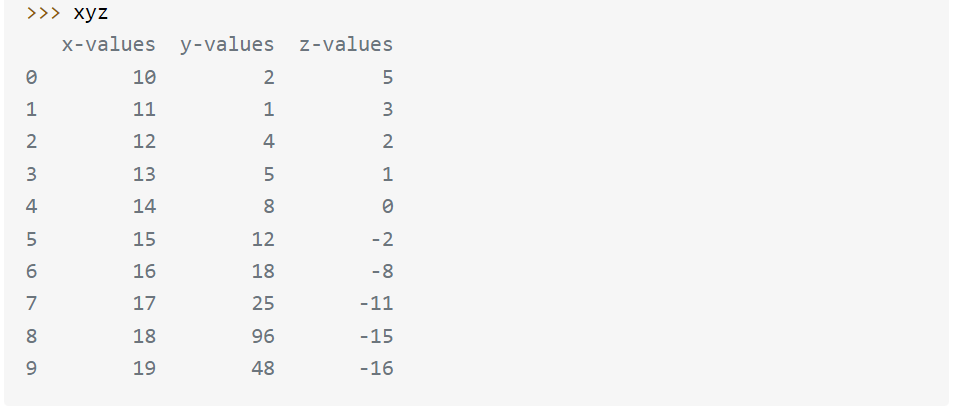 >>> xyz
   x-values  y-values  z-values
0        10         2         5
1        11         1         3
2        12         4         2
3        13         5         1
4        14         8         0
5        15        12        -2
6        16        18        -8
7        17        25       -11
8        18        96       -15
9        19        48       -16